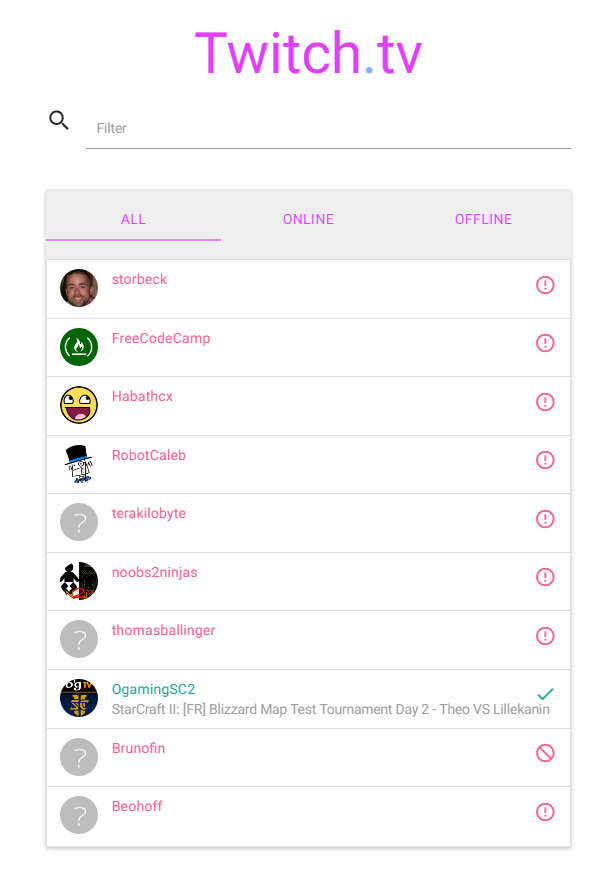 Twitch.tv
Filter
ALL ONLINE OFFLINE
storbeck
FreeCodeCamp
Habathcx
RobotCaleb
?
terakilobyte
noobs2ninjas
?
thomasballinger
OgamingSC2
StarCraft II: [FR] Blizzard Map Test Tournament Day 2 - Theo VS Lillekanin
?
Brunofin
?
Beohoff